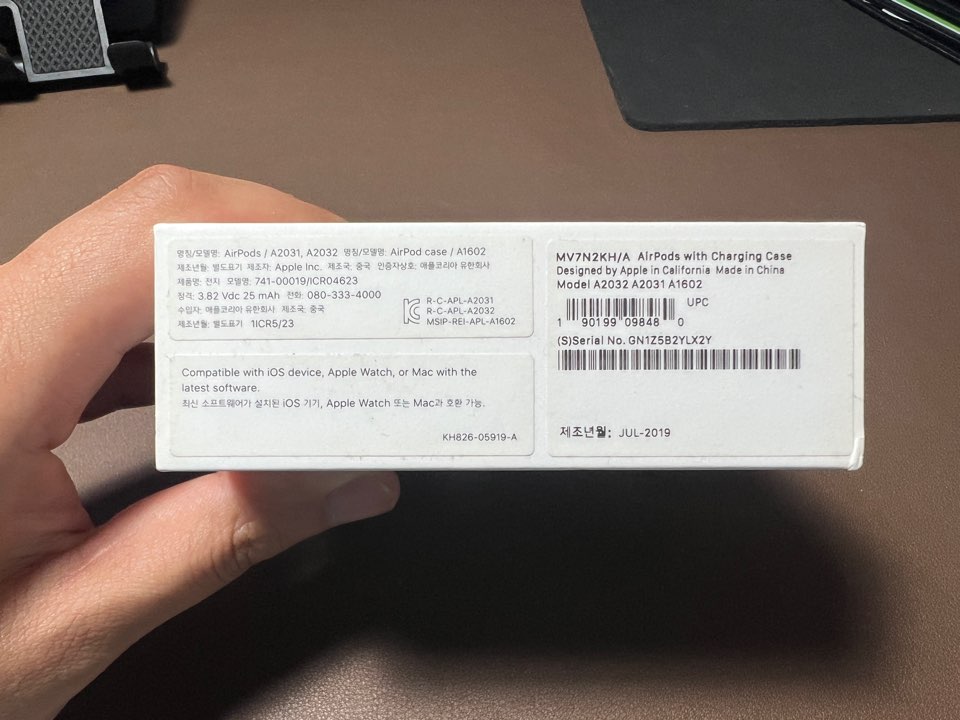 명칭/모델명: AirPods / A2031, A2032 명칭/모델명: AirPod case / A1602
제조년월: 별도표기 제조자: Apple Inc. 제조국: 중국 인증자상호: 애플코리아 유한회사
제품명: 전지 모델명: 741-00019/ICR04623
정격: 3.82 Vdc 25 mAh 전화: 080-333-4000
수입자: 애플코리아 유한회사 제조국: 중국
제조년월: 별도표기 1ICR5/23
R-C-APL-A2031
R-C-APL-A2032
MSIP-REI-APL-A1602
Compatible with iOS device, Apple Watch, or Mac with the
latest software.
최신 소프트웨어가 설치된 iOS 기기, Apple Watch 또는 Mac과 호환 가능.
KH826-05919-A
MV7N2KH/A AirPods with Charging Case
Designed by Apple in California Made in China
Model A2032 A2031 A1602
UPC
1 90199 09848 0
(S)Serial No. GN1Z5B2YLX2Y
제조년월: JUL-2019